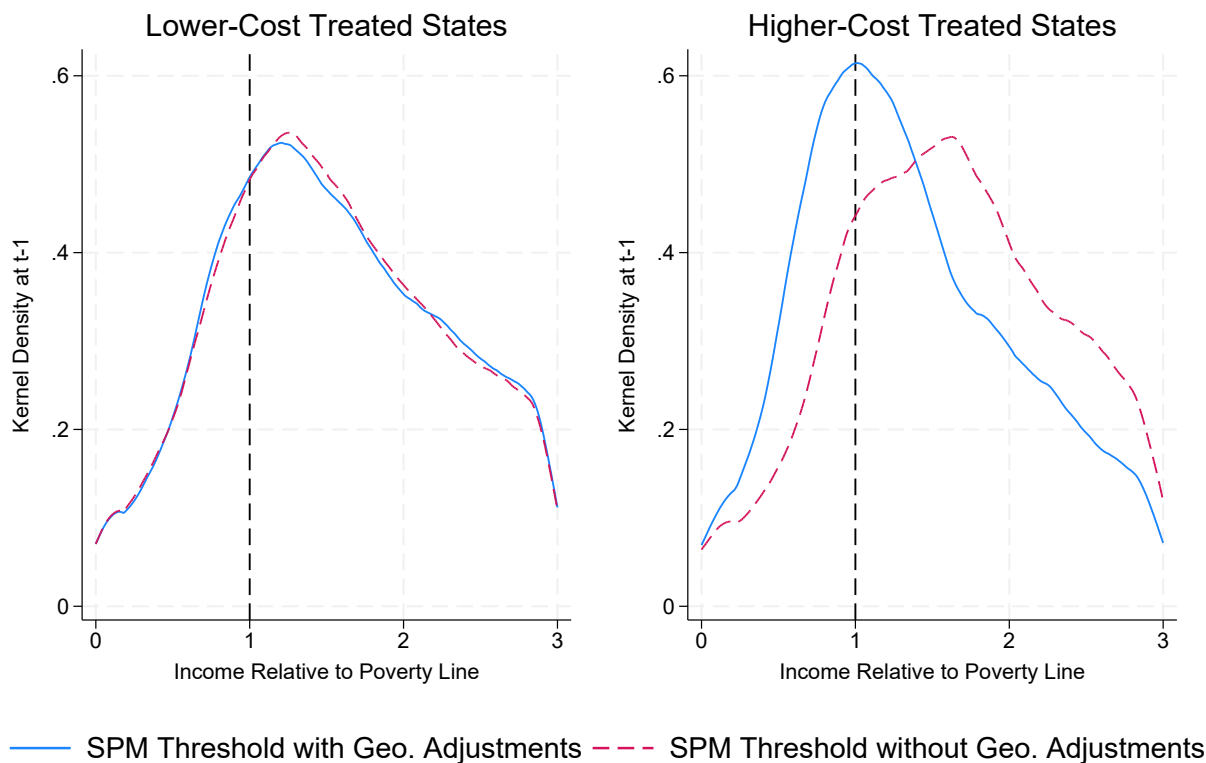 Lower-Cost Treated States
Higher-Cost Treated States
Kernel Density at t-1
.6
.4
.2
0
0 1 2 3
Income Relative to Poverty Line
Kernel Density at t-1
.6
.4
.2
0
0 1 2 3
Income Relative to Poverty Line
SPM Threshold with Geo. Adjustments
SPM Threshold without Geo. Adjustments